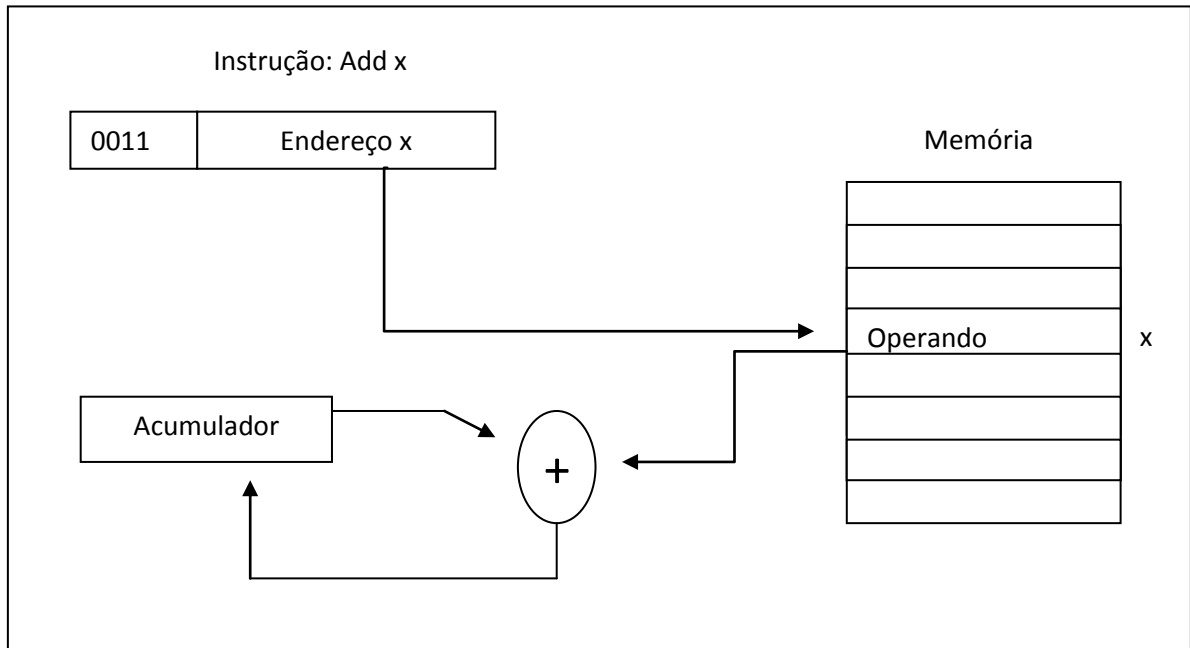 Instrução: Add x
0011 Endereço x
Memória
Operando x
Acumulador
+